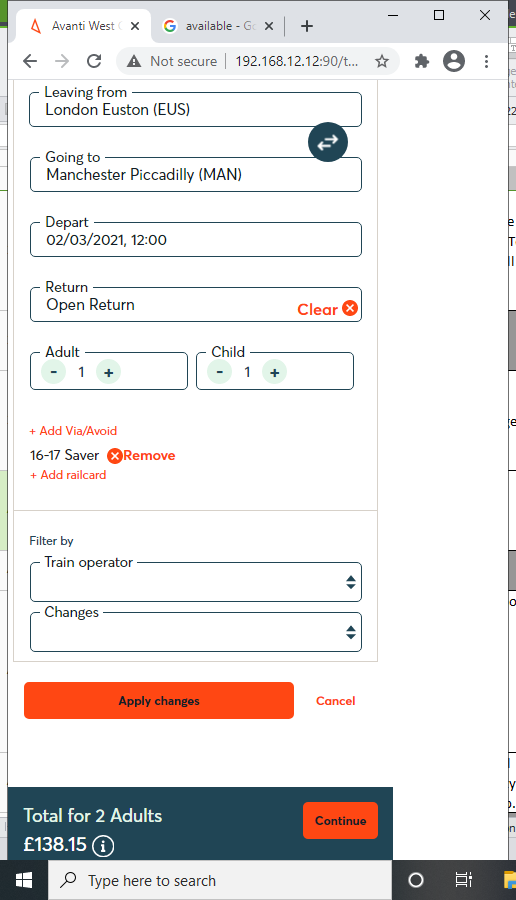 Avanti West C
available - G
Not secure
192.168.12.12:90/t...
Leaving from
London Euston (EUS)
Going to
Manchester Piccadilly (MAN)
Depart
02/03/2021, 12:00
Return
Open Return
Clear
Adult
Child
- 1 +
- 1 +
+ Add Via/Avoid
16-17 Saver
Remove
+ Add railcard
Filter by
Train operator
Changes
Apply changes
Cancel
Total for 2 Adults
£138.15
Continue
Type here to search